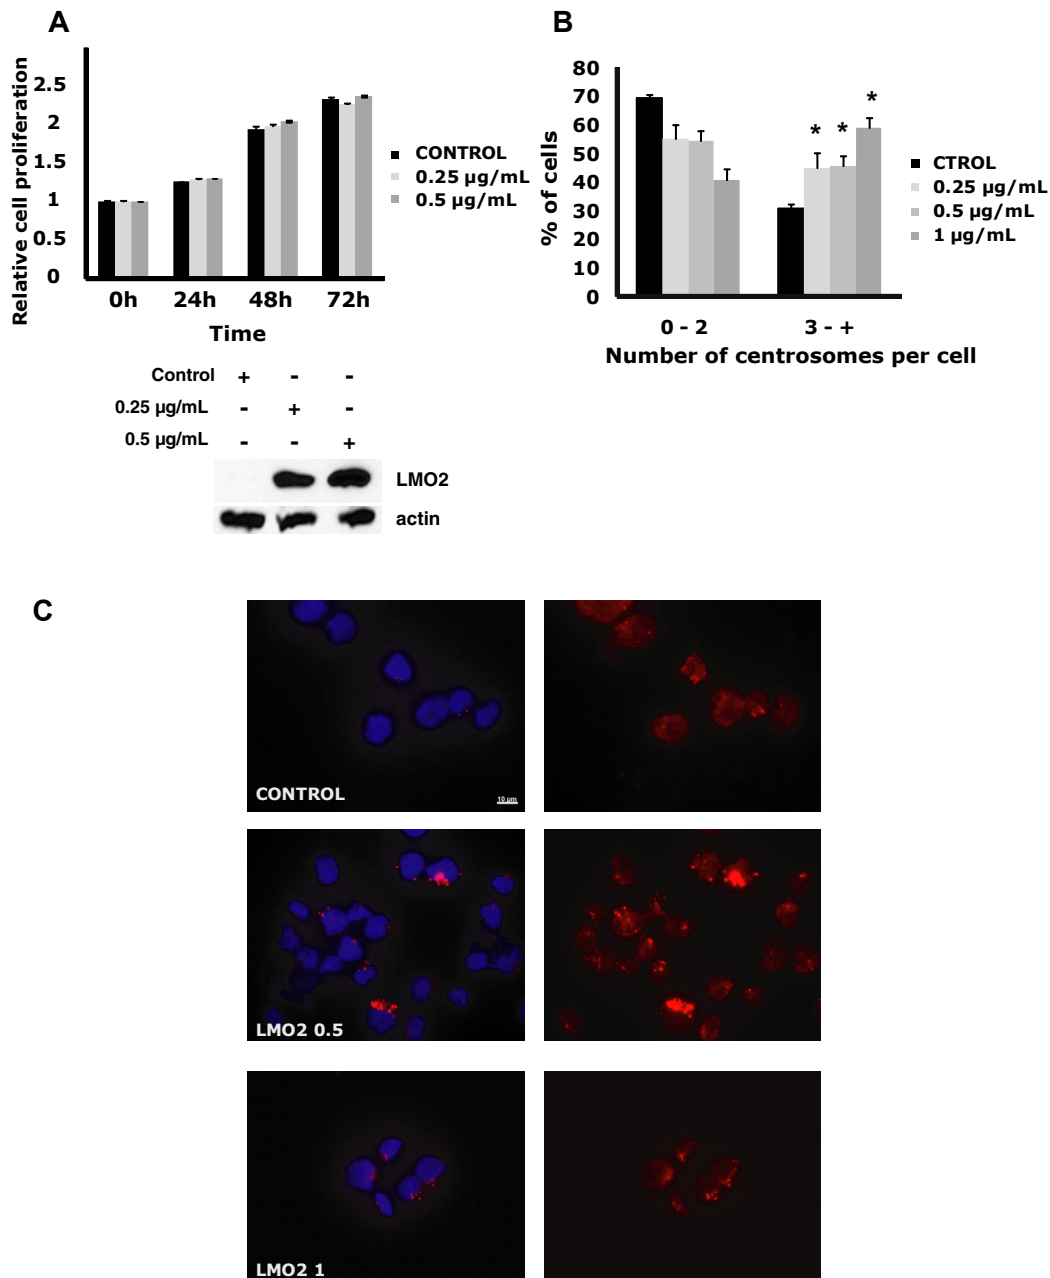 A
Relative cell proliferation
2.5
2
1.5
1
0.5
0
0h 24h 48h 72h
Time
CONTROL
0.25 µg/mL
0.5 µg/mL
Control + - -
0.25 µg/mL - + -
0.5 µg/mL - - +
LMO2
actin
B
% of cells
80
70
60
50
40
30
20
10
0
* * *
0 - 2 3 - +
Number of centrosomes per cell
CTROL
0.25 µg/mL
0.5 µg/mL
1 µg/mL
C
CONTROL
10 µm
LMO2 0.5
LMO2 1